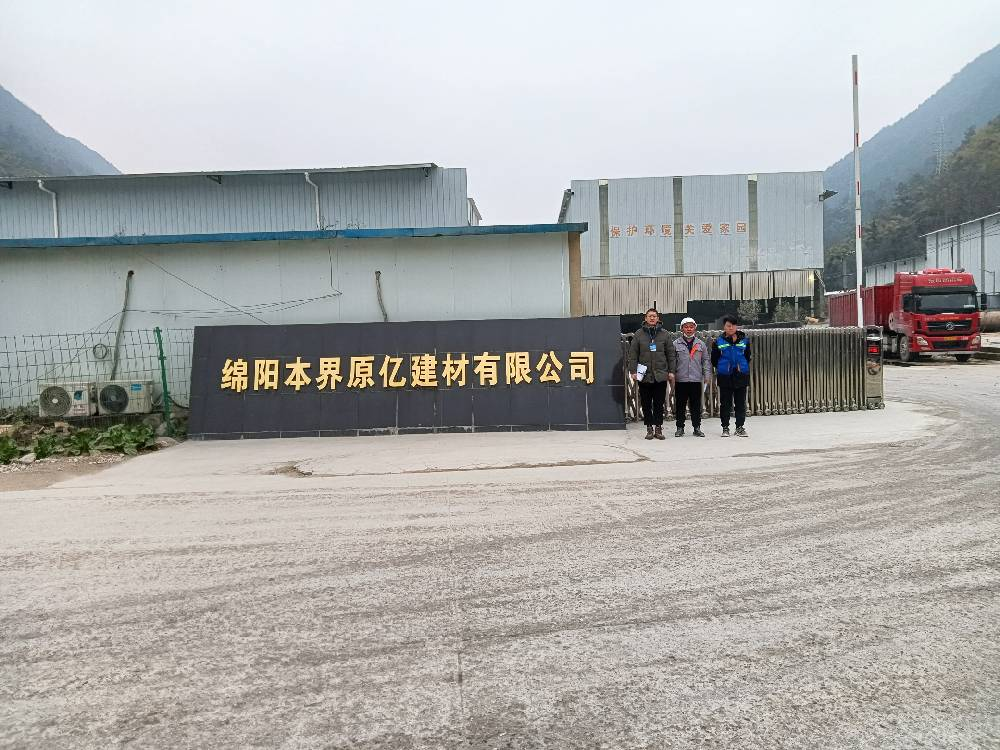 保护环境 关爱家园
绵阳本界原亿建材有限公司